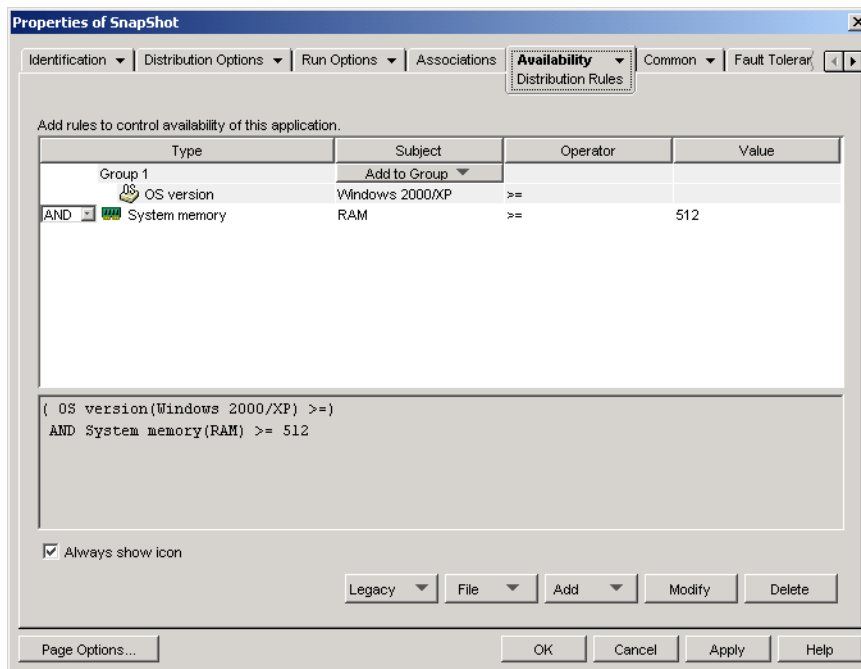 Properties of SnapShot
Identification Distribution Options Run Options Associations Availability Common Fault Toleran
Distribution Rules
Add rules to control availability of this application.
Type Subject Operator Value
Group 1 Add to Group
OS OS version Windows 2000/XP >=
AND System memory RAM >= 512
( OS version(Windows 2000/XP) >=)
AND System memory(RAM) >= 512
Always show icon
Legacy File Add Modify Delete
Page Options... OK Cancel Apply Help